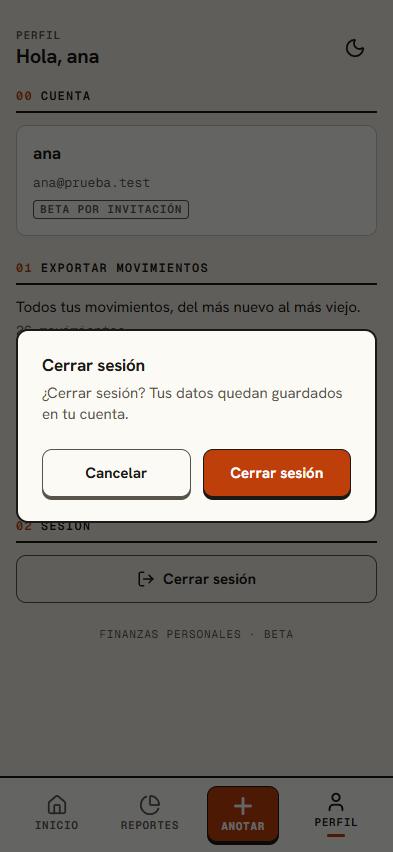 PERFIL
Hola, ana
00 CUENTA
ana
ana@prueba.test
BETA POR INVITACIÓN
01 EXPORTAR MOVIMIENTOS
Todos tus movimientos, del más nuevo al más viejo.
Cerrar sesión
¿Cerrar sesión? Tus datos quedan guardados
en tu cuenta.
Cancelar
Cerrar sesión
02 SESIÓN
Cerrar sesión
FINANZAS PERSONALES · BETA
INICIO
REPORTES
ANOTAR
PERFIL